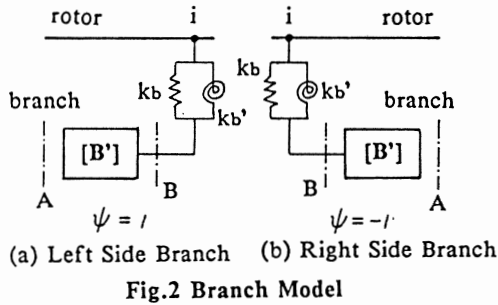 rotor i i rotor
kb kb
branch kb' kb' branch
[B'] [B']
A B B A
ψ = 1 ψ = -1
(a) Left Side Branch (b) Right Side Branch
Fig.2 Branch Model